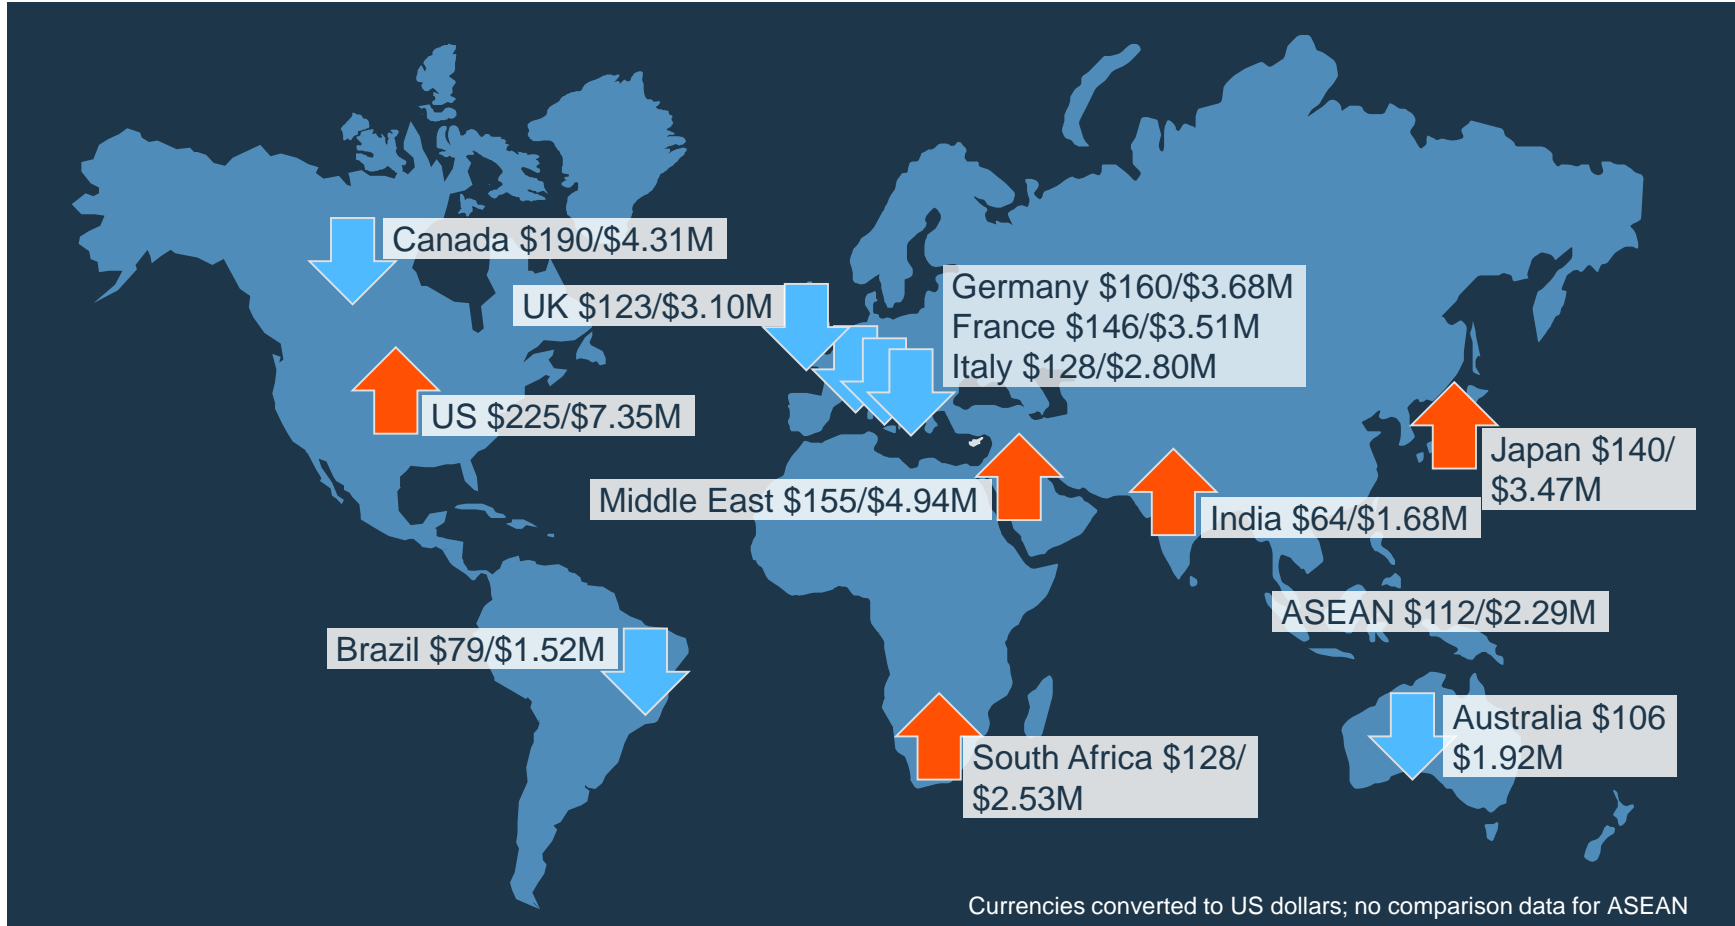 Canada $190/$4.31M
UK $123/$3.10M
Germany $160/$3.68M
France $146/$3.51M
Italy $128/$2.80M
US $225/$7.35M
Japan $140/
$3.47M
Middle East $155/$4.94M
India $64/$1.68M
ASEAN $112/$2.29M
Brazil $79/$1.52M
Australia $106
$1.92M
South Africa $128/
$2.53M
Currencies converted to US dollars; no comparison data for ASEAN